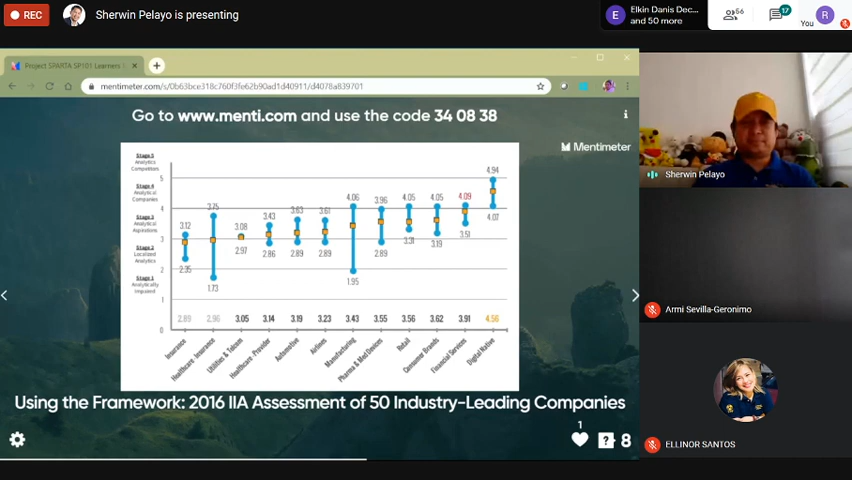 REC
Sherwin Pelayo is presenting
E
Elkin Danis Dec...
and 50 more
56
17
You
R
Project SPARTA SP101 Learners
mentimeter.com/s/0b63bce318c760f3fe62b90ad1d40911/d4078a839701
Go to www.menti.com and use the code 34 08 38
i
Mentimeter
Stage 5
Analytics
Competitors
Stage 4
Analytical
Companies
Stage 3
Analytical
Aspirations
Stage 2
Localized
Analytics
Stage 1
Analytically
Impaired
5
4
3
2
1
0
3.12
3.75
3.08
3.43
3.63
3.61
4.06
3.96
4.05
4.05
4.09
4.94
2.35
1.73
2.97
2.86
2.89
2.89
1.95
2.89
3.31
3.19
3.51
4.07
2.89
2.96
3.05
3.14
3.19
3.23
3.43
3.55
3.56
3.62
3.91
4.56
Insurance
Healthcare - Insurance
Utilities & Telcom
Healthcare - Provider
Automotive
Airlines
Manufacturing
Pharma & Med Devices
Retail
Consumer Brands
Financial Services
Digital Native
Using the Framework: 2016 IIA Assessment of 50 Industry-Leading Companies
1
? 8
Sherwin Pelayo
Armi Sevilla-Geronimo
ELLINOR SANTOS